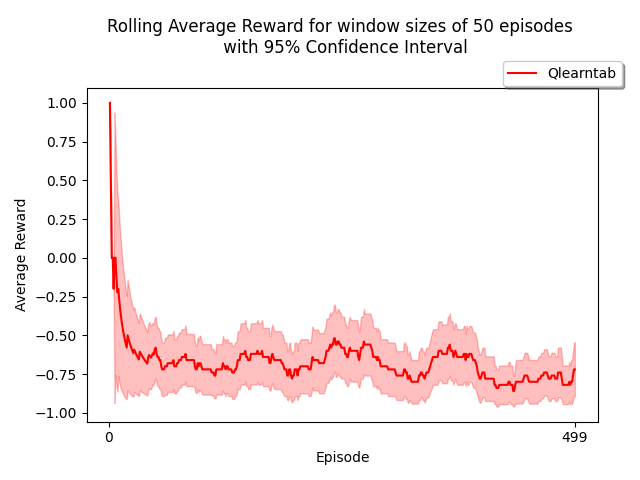 Rolling Average Reward for window sizes of 50 episodes
with 95% Confidence Interval
Qlearntab
1.00
0.75
0.50
0.25
0.00
−0.25
−0.50
−0.75
−1.00
Average Reward
0
499
Episode